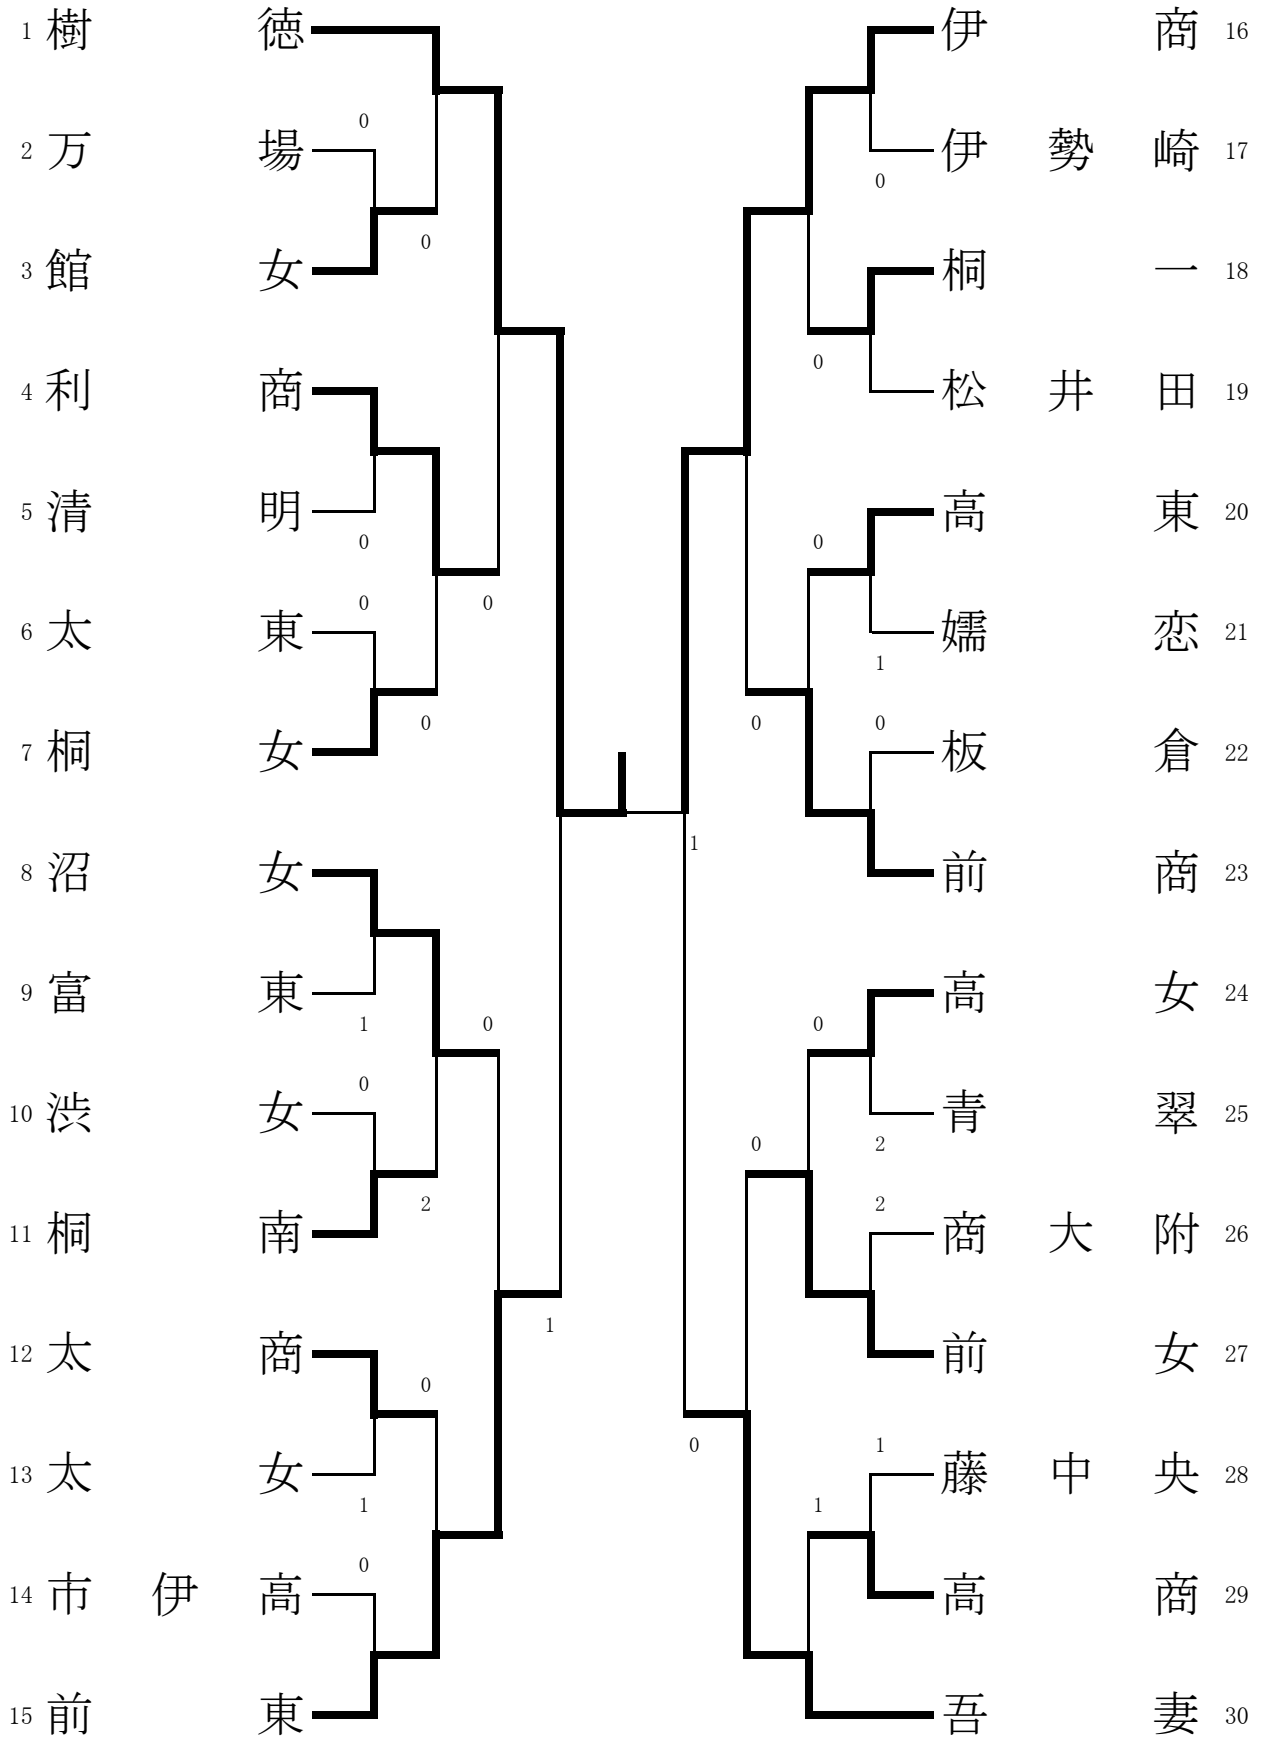 1 樹徳
2 万場
3 館女
4 利商
5 清明
6 太東
7 桐女
8 沼女
9 富東
10 渋女
11 桐南
12 太商
13 太女
14 市伊高
15 前東
0
0
0
0
0
0
1
0
0
2
1
0
1
0
1
0
0
0
0
1
0
0
0
2
0
2
1
1
0
伊商 16
伊勢崎 17
桐一 18
松井田 19
高東 20
嬬恋 21
板倉 22
前商 23
高女 24
青翠 25
商大附 26
前女 27
藤中央 28
高商 29
吾妻 30